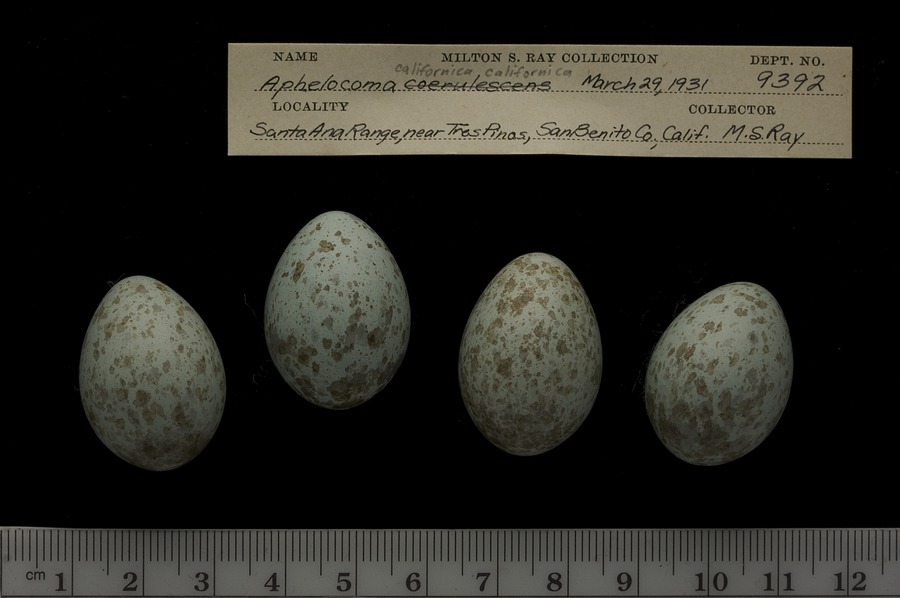 NAME MILTON S. RAY COLLECTION DEPT. NO.
californica californica
Aphelocoma coerulescens March 29, 1931 9392
LOCALITY COLLECTOR
Santa Ana Range, near Tres Pinos, San Benito Co, Calif. M.S. Ray
cm 1 2 3 4 5 6 7 8 9 10 11 12